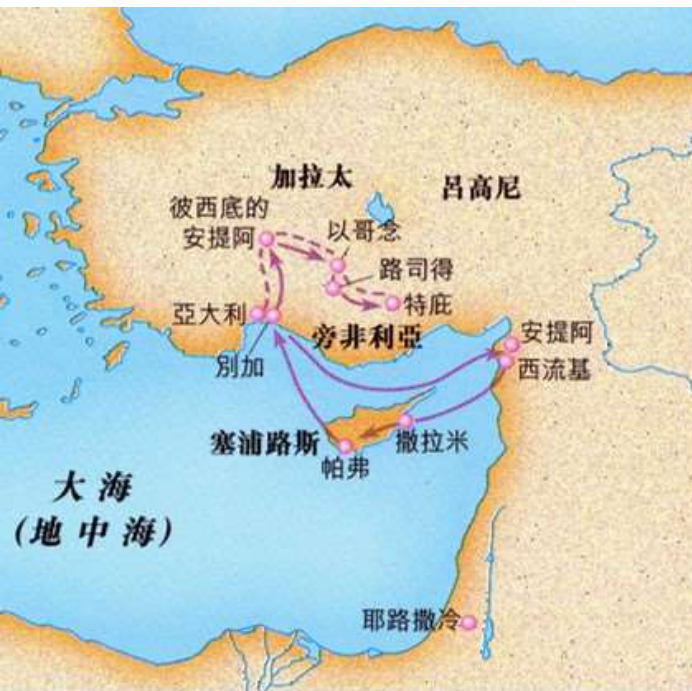 加拉太
呂高尼
彼西底的
安提阿
以哥念
路司得
特庇
亞大利
旁非利亞
別加
安提阿
西流基
塞浦路斯
撒拉米
帕弗
大海
(地中海)
耶路撒冷